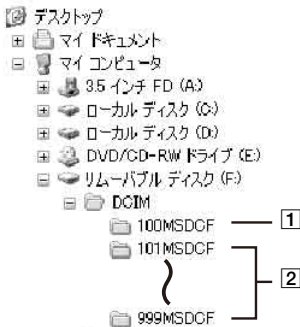 デスクトップ
マイ ドキュメント
マイ コンピュータ
3.5 インチ FD (A:)
ローカル ディスク (C:)
ローカル ディスク (D:)
DVD/CD-RW ドライブ (E:)
リムーバブル ディスク (F:)
DCIM
100MSDCF 1
101MSDCF
2
999MSDCF